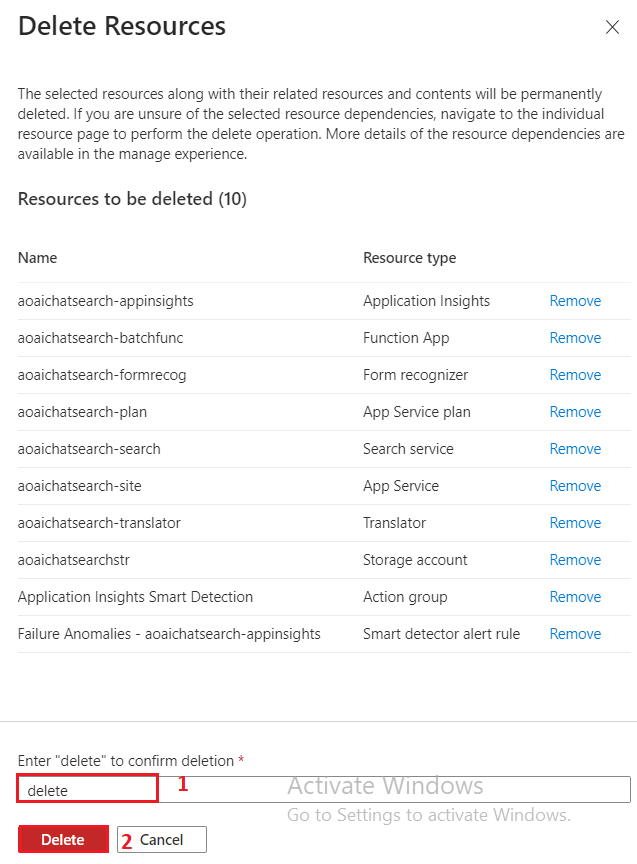 Delete Resources
The selected resources along with their related resources and contents will be permanently
deleted. If you are unsure of the selected resource dependencies, navigate to the individual
resource page to perform the delete operation. More details of the resource dependencies are
available in the manage experience.
Resources to be deleted (10)
Name Resource type
aoaichatsearch-appinsights Application Insights Remove
aoaichatsearch-batchfunc Function App Remove
aoaichatsearch-formrecog Form recognizer Remove
aoaichatsearch-plan App Service plan Remove
aoaichatsearch-search Search service Remove
aoaichatsearch-site App Service Remove
aoaichatsearch-translator Translator Remove
aoaichatsearchstr Storage account Remove
Application Insights Smart Detection Action group Remove
Failure Anomalies - aoaichatsearch-appinsights Smart detector alert rule Remove
Enter "delete" to confirm deletion *
delete 1 Activate Windows
Go to Settings to activate Windows.
Delete 2 Cancel